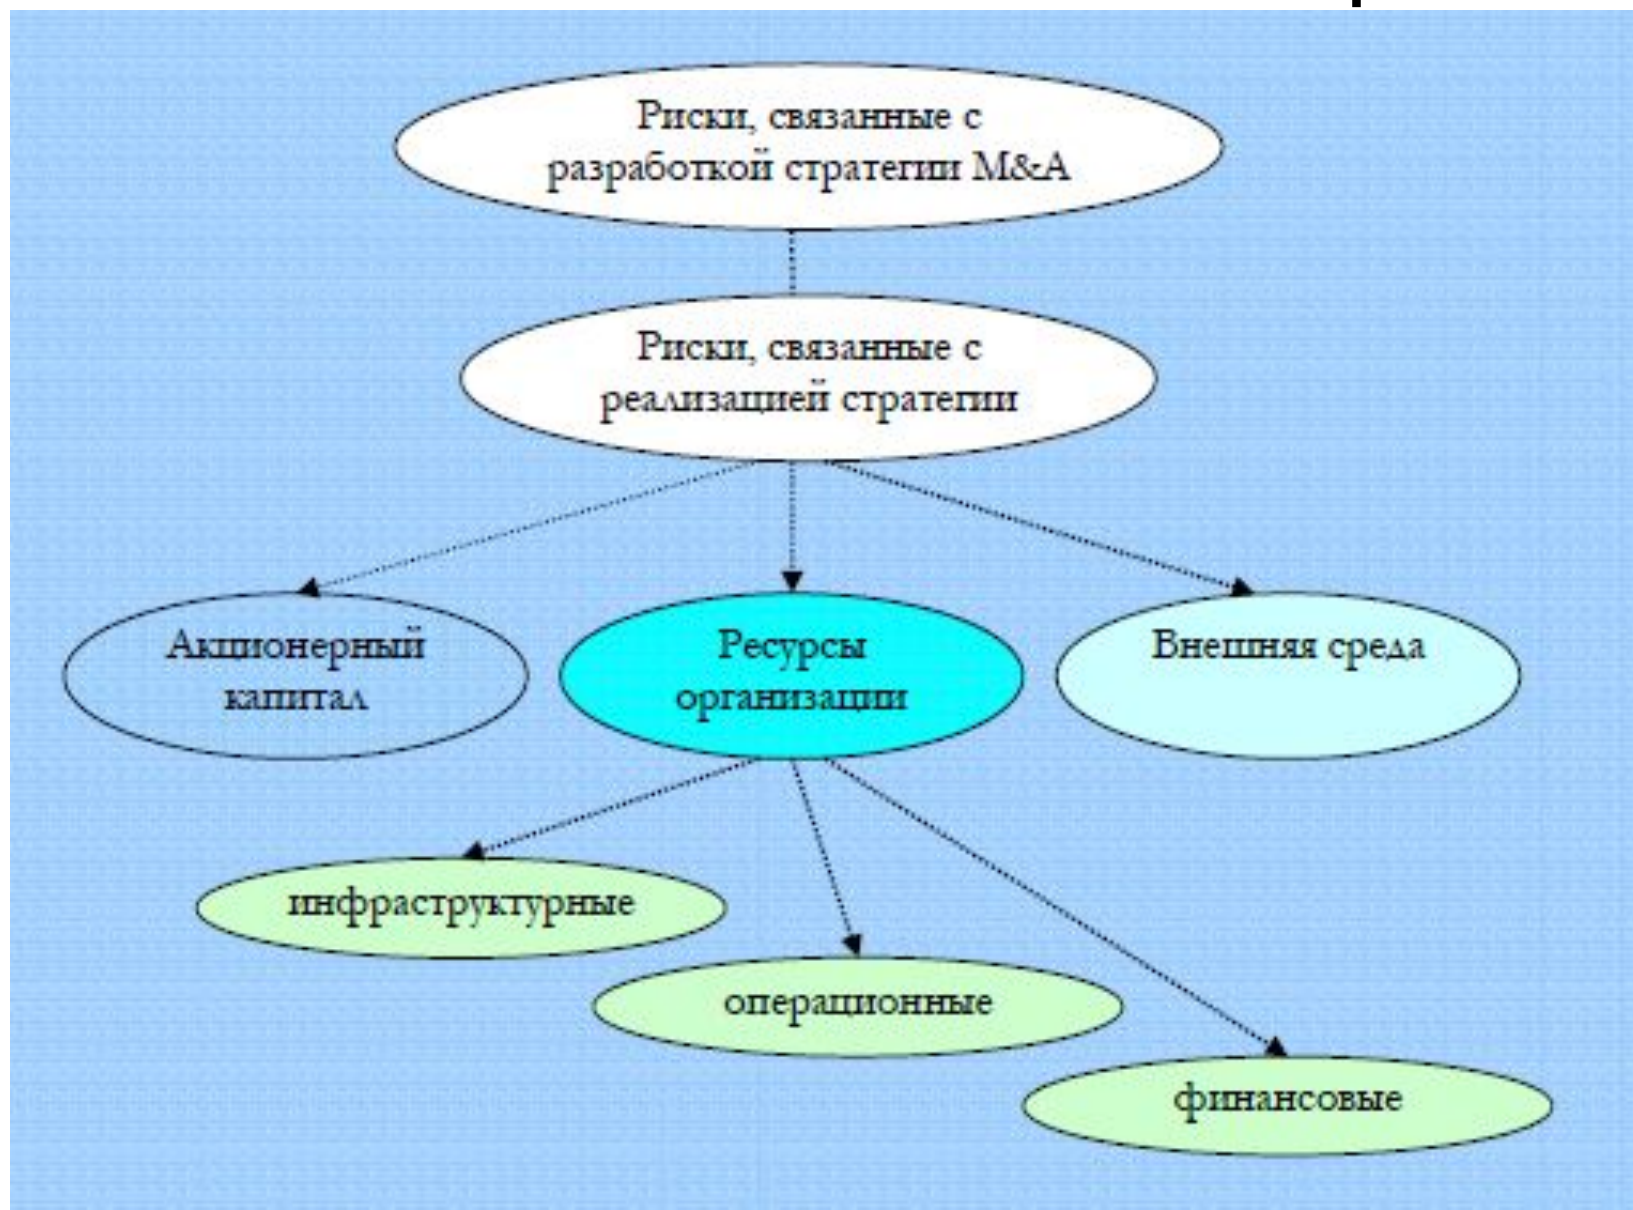 Риски, связанные с
разработкой стратегии M&A
Риски, связанные с
реализацией стратегии
Акционерный
капитал
Ресурсы
организации
Внешняя среда
инфраструктурные
операционные
финансовые